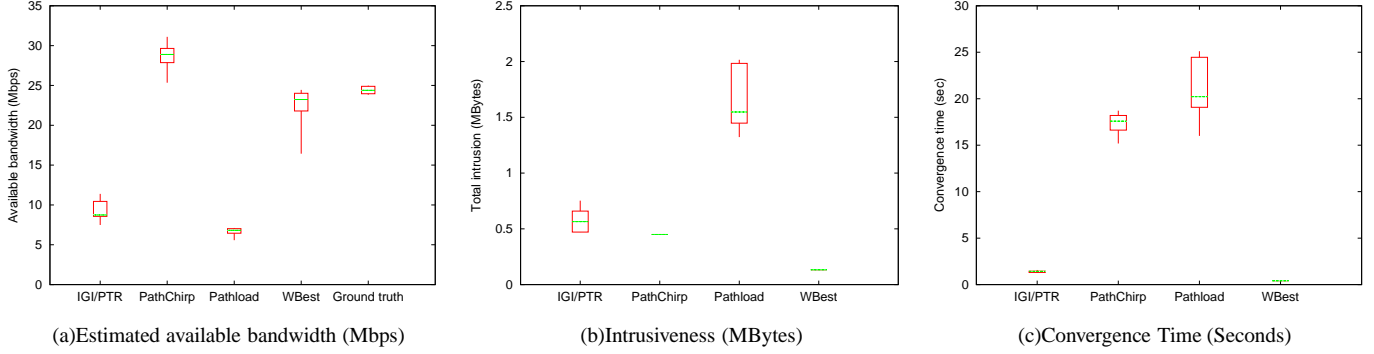 35
30
25
20
15
10
5
0
Available bandwidth (Mbps)
IGI/PTR PathChirp Pathload WBest Ground truth
(a)Estimated available bandwidth (Mbps)
2.5
2
1.5
1
0.5
0
Total intrusion (MBytes)
IGI/PTR PathChirp Pathload WBest
(b)Intrusiveness (MBytes)
30
25
20
15
10
5
0
Convergence time (sec)
IGI/PTR PathChirp Pathload WBest
(c)Convergence Time (Seconds)